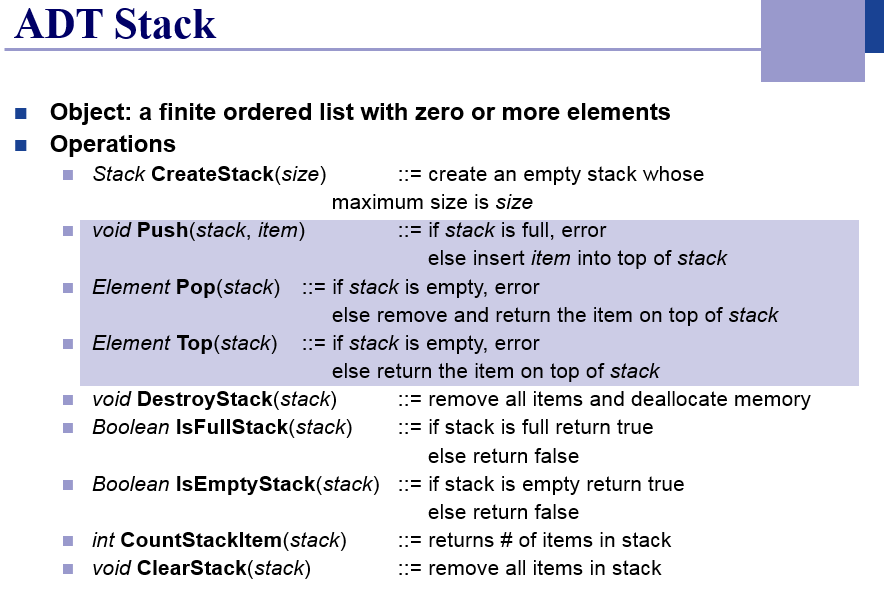 ADT Stack
Object: a finite ordered list with zero or more elements
Operations
Stack CreateStack(size) ::= create an empty stack whose
maximum size is size
void Push(stack, item) ::= if stack is full, error
else insert item into top of stack
Element Pop(stack) ::= if stack is empty, error
else remove and return the item on top of stack
Element Top(stack) ::= if stack is empty, error
else return the item on top of stack
void DestroyStack(stack) ::= remove all items and deallocate memory
Boolean IsFullStack(stack) ::= if stack is full return true
else return false
Boolean IsEmptyStack(stack) ::= if stack is empty return true
else return false
int CountStackItem(stack) ::= returns # of items in stack
void ClearStack(stack) ::= remove all items in stack